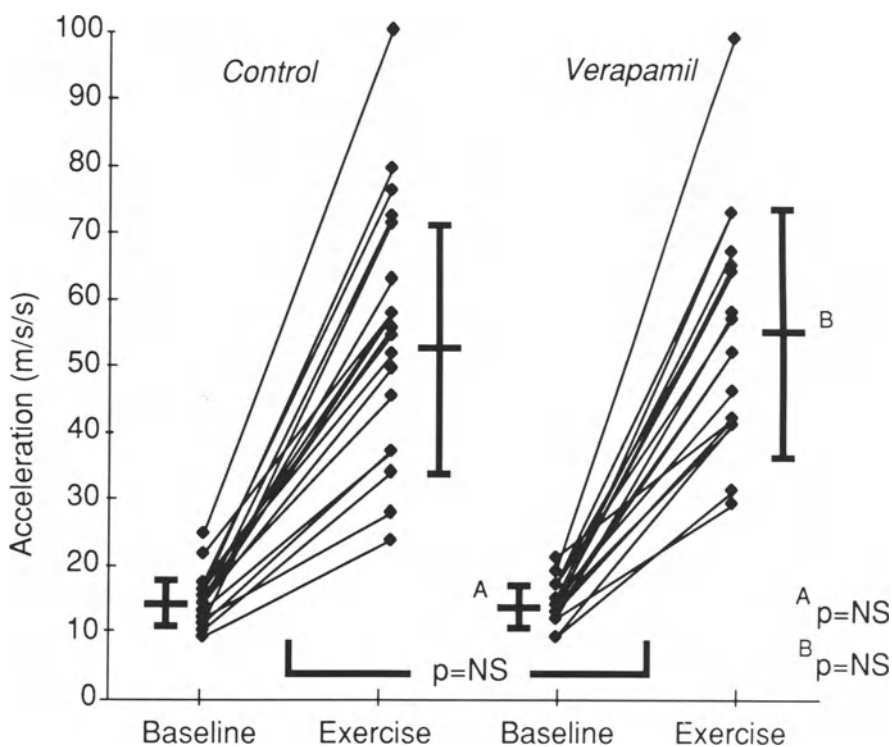 Acceleration (m/s/s)
100
90
80
70
60
50
40
30
20
10
0
Control
Verapamil
B
A
A p=NS
B p=NS
p=NS
Baseline
Exercise
Baseline
Exercise